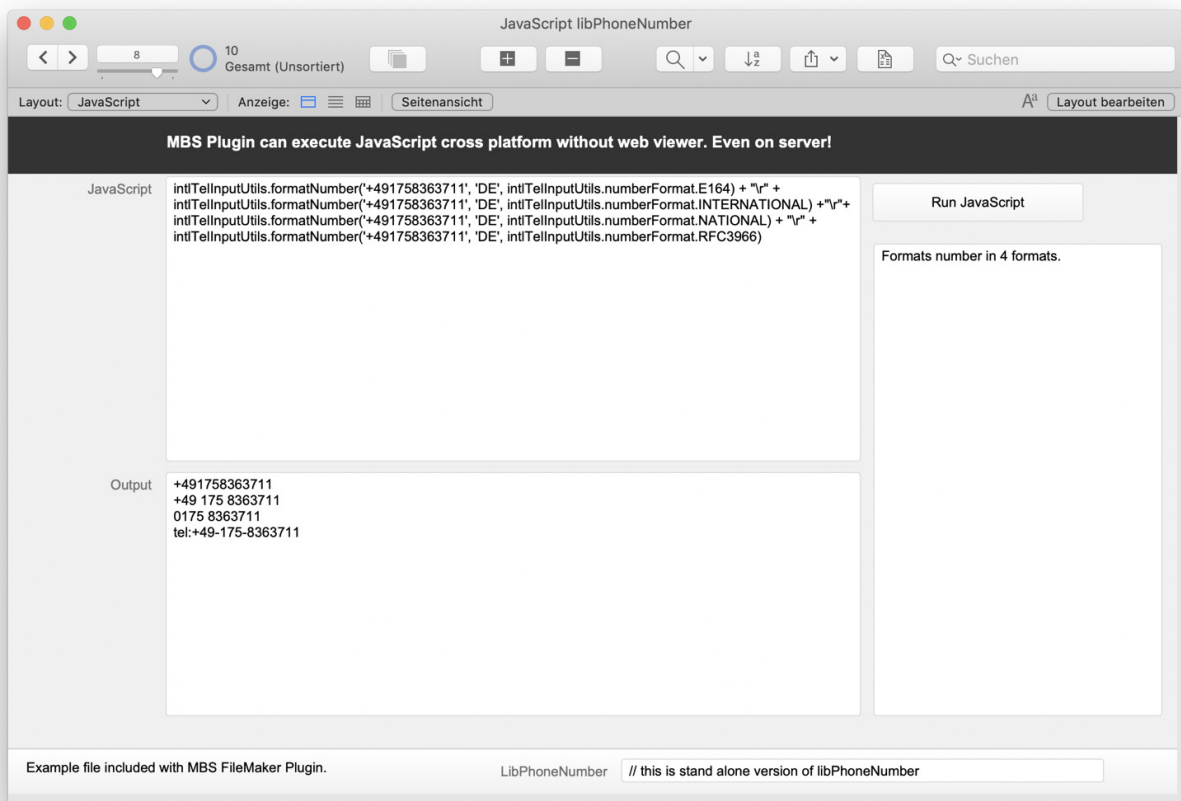 JavaScript libPhoneNumber
8
10
Gesamt (Unsortiert)
Suchen
Layout: JavaScript
Anzeige:
Seitenansicht
Aa
Layout bearbeiten
MBS Plugin can execute JavaScript cross platform without web viewer. Even on server!
JavaScript
intlTelInputUtils.formatNumber('+491758363711', 'DE', intlTelInputUtils.numberFormat.E164) + "\r" +
intlTelInputUtils.formatNumber('+491758363711', 'DE', intlTelInputUtils.numberFormat.INTERNATIONAL) +"\r"+
intlTelInputUtils.formatNumber('+491758363711', 'DE', intlTelInputUtils.numberFormat.NATIONAL) + "\r" +
intlTelInputUtils.formatNumber('+491758363711', 'DE', intlTelInputUtils.numberFormat.RFC3966)
Run JavaScript
Formats number in 4 formats.
Output
+491758363711
+49 175 8363711
0175 8363711
tel:+49-175-8363711
Example file included with MBS FileMaker Plugin.
LibPhoneNumber
// this is stand alone version of libPhoneNumber